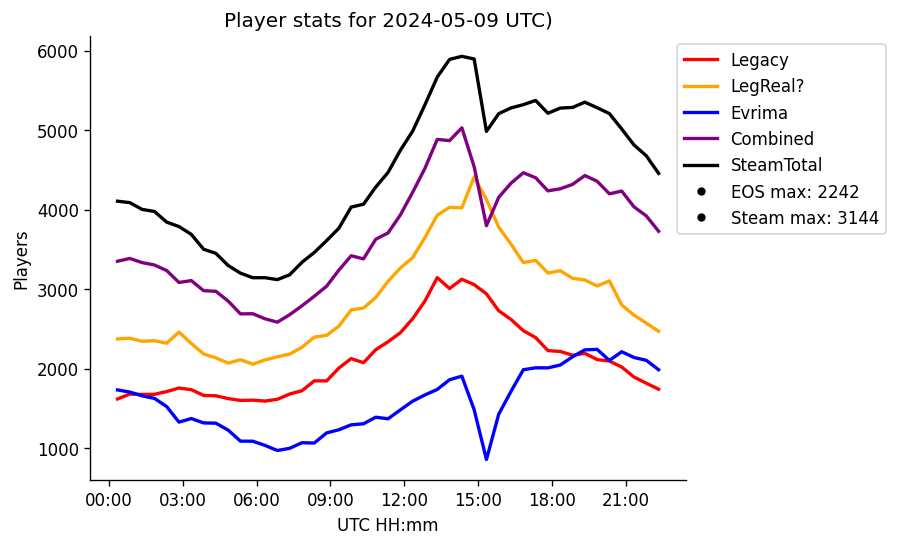 Player stats for 2024-05-09 UTC)
6000
5000
4000
3000
2000
1000
Players
00:00 03:00 06:00 09:00 12:00 15:00 18:00 21:00
UTC HH:mm
Legacy
LegReal?
Evrima
Combined
SteamTotal
EOS max: 2242
Steam max: 3144